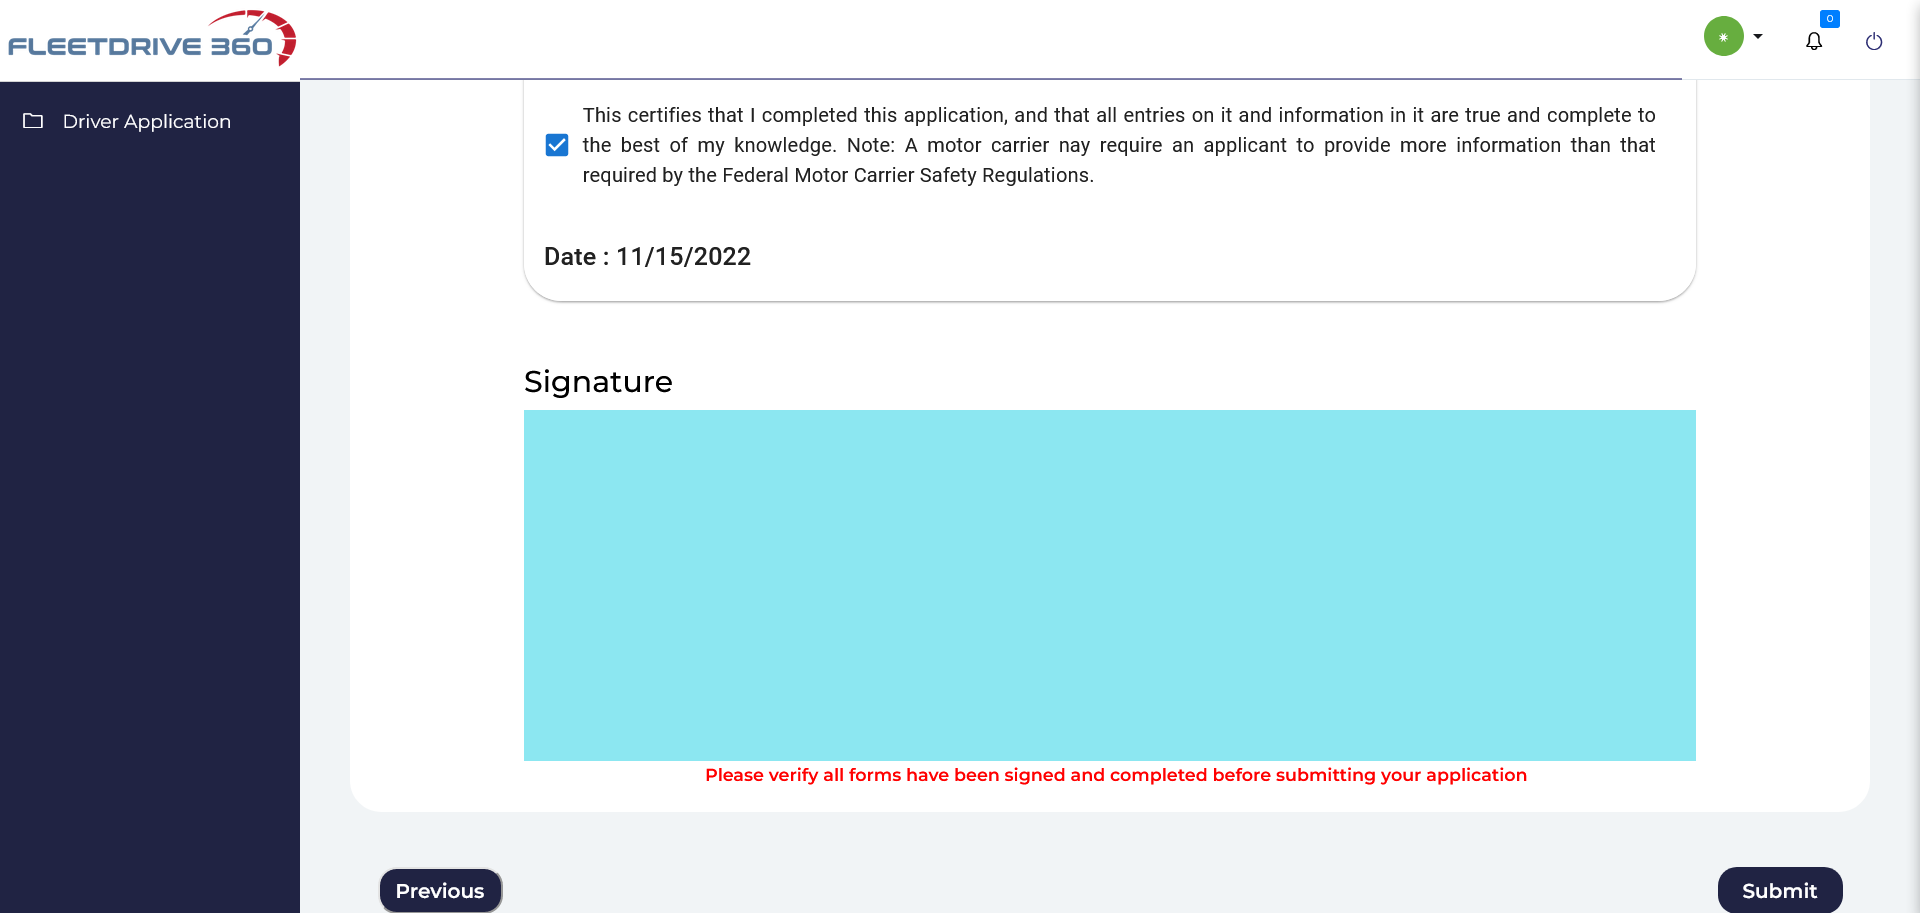 FLEETDRIVE 360
0
Driver Application
This certifies that I completed this application, and that all entries on it and information in it are true and complete to
the best of my knowledge. Note: A motor carrier nay require an applicant to provide more information than that
required by the Federal Motor Carrier Safety Regulations.
Date : 11/15/2022
Signature
Please verify all forms have been signed and completed before submitting your application
Previous
Submit